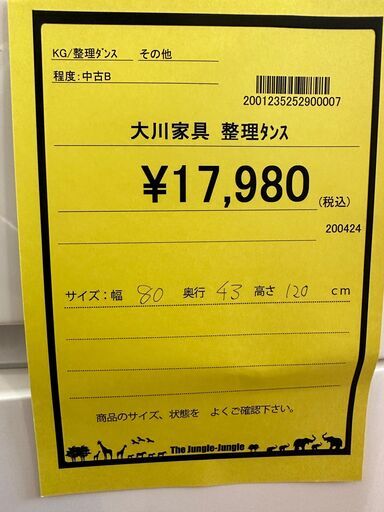 KG/整理ﾀﾞﾝｽ その他
程度:中古B
2001235252900007
大川家具 整理ﾀﾝｽ
¥17,980(税込)
200424
サイズ:幅 80 奥行 43 高さ 120 cm
商品のサイズ、状態を よくご確認下さい。
The Jungle-Jungle